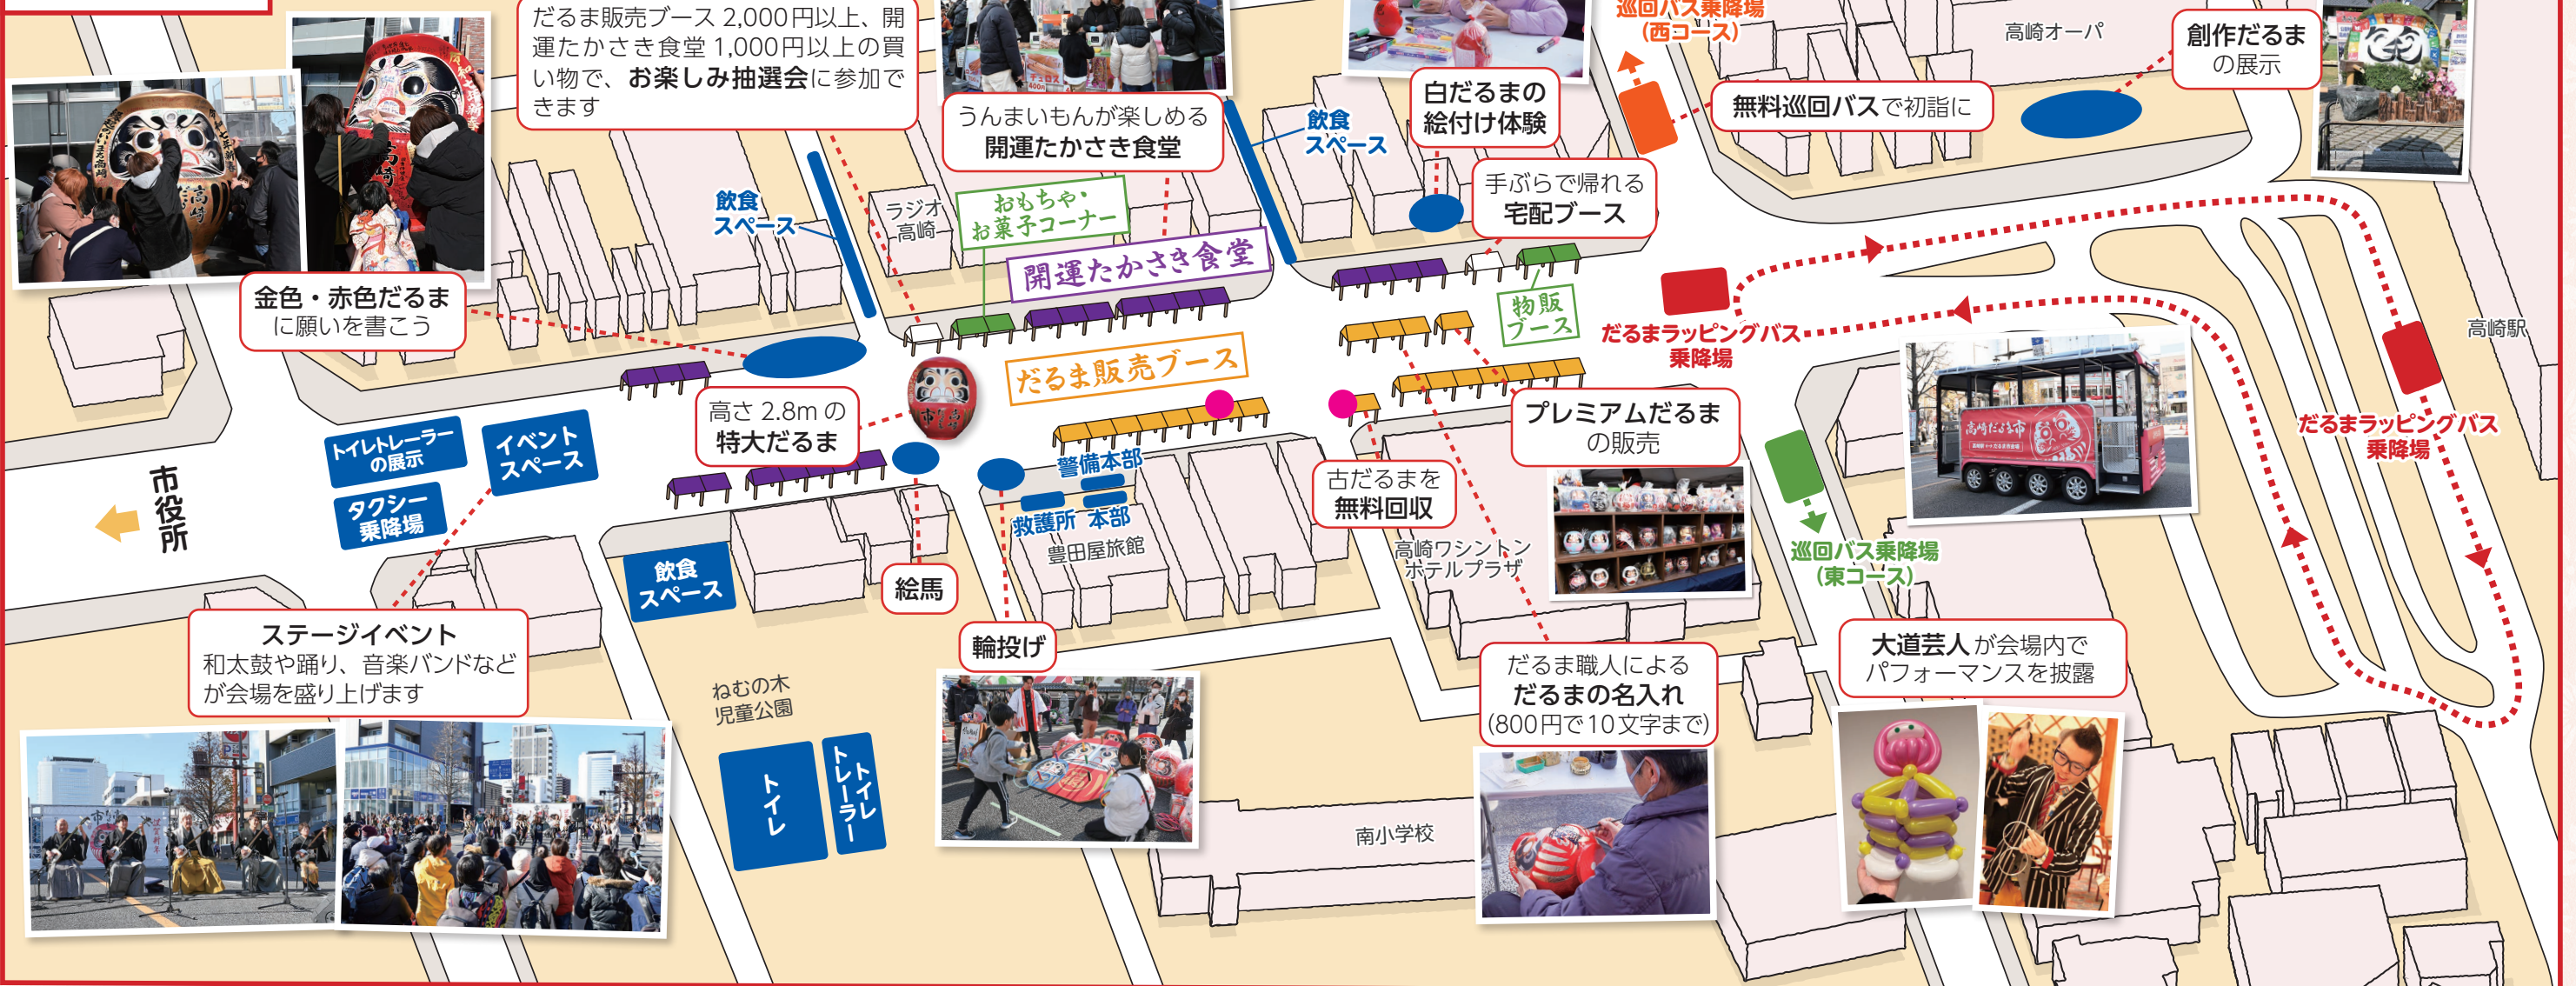 だるま販売ブース 2,000円以上、開
運たかさき食堂 1,000円以上の買
い物で、お楽しみ抽選会に参加で
きます
うんまいもんが楽しめる
開運たかさき食堂
白だるまの
絵付け体験
巡回バス乗降場
(西コース)
無料巡回バスで初詣に
高崎オーパ
創作だるま
の展示
手ぶらで帰れる
宅配ブース
飲食
スペース
飲食
スペース
ラジオ
高崎
おもちゃ・
お菓子コーナー
開運たかさき食堂
物販
ブース
だるまラッピングバス
乗降場
高崎駅
金色・赤色だるま
に願いを書こう
だるま販売ブース
高さ 2.8m の
特大だるま
プレミアムだるま
の販売
だるまラッピングバス
乗降場
トイレトレーラー
の展示
イベント
スペース
タクシー
乗降場
市役所
警備本部
救護所
本部
豊田屋旅館
古だるまを
無料回収
高崎ワシントン
ホテルプラザ
巡回バス乗降場
(東コース)
飲食
スペース
絵馬
輪投げ
ステージイベント
和太鼓や踊り、音楽バンドなど
が会場を盛り上げます
ねむの木
児童公園
トイレ
トイレ
トレーラー
だるま職人による
だるまの名入れ
(800円で10文字まで)
大道芸人が会場内で
パフォーマンスを披露
南小学校
高崎だるま市
高崎
チュロス
400円